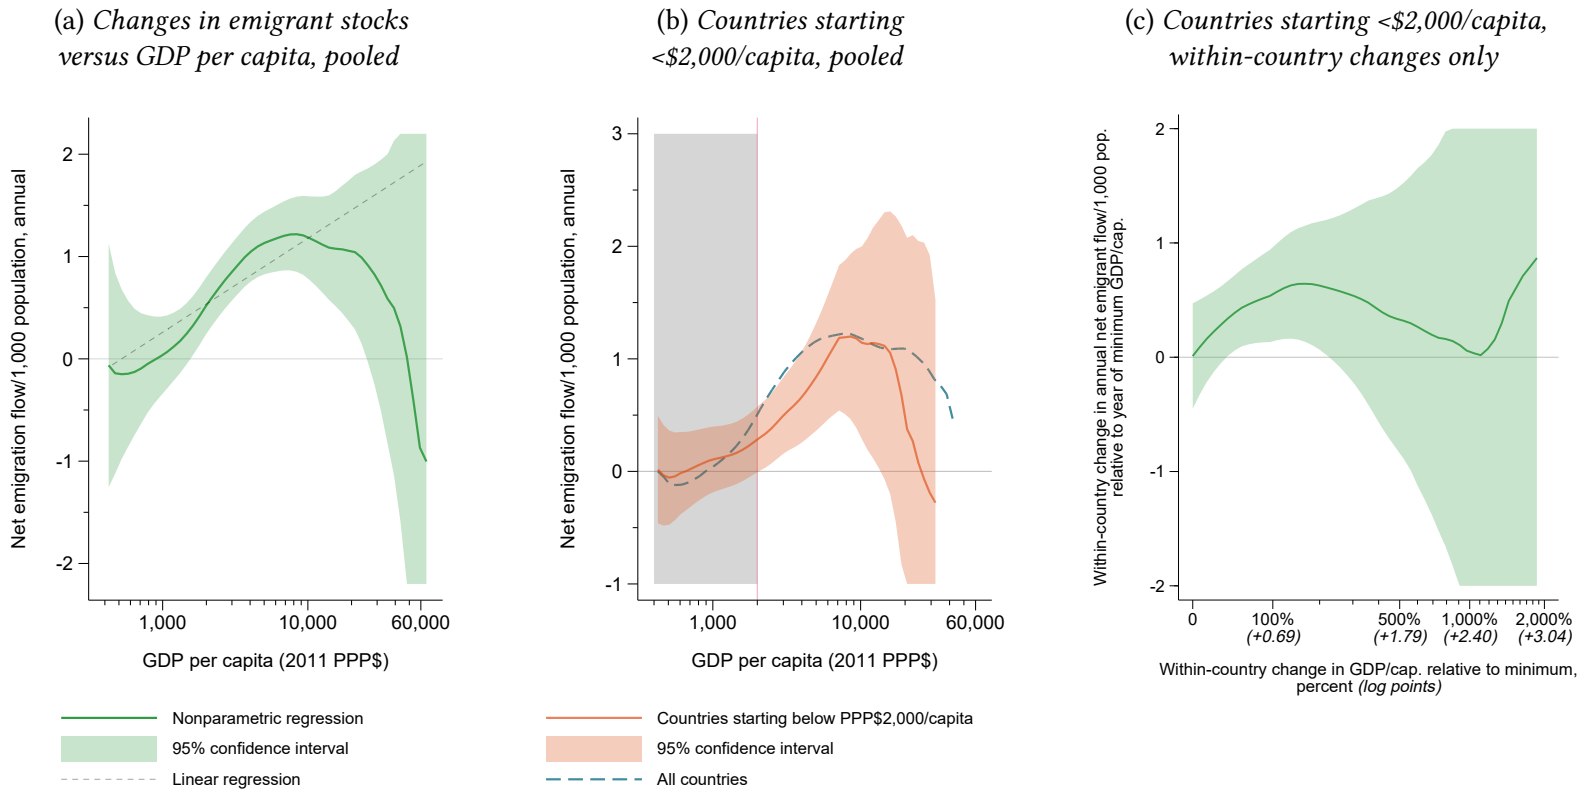 (a) Changes in emigrant stocks
versus GDP per capita, pooled
Net emigration flow/1,000 population, annual
2
1
0
-1
-2
1,000
10,000
60,000
GDP per capita (2011 PPP$)
Nonparametric regression
95% confidence interval
Linear regression
(b) Countries starting
<$2,000/capita, pooled
Net emigration flow/1,000 population, annual
3
2
1
0
-1
1,000
10,000
60,000
GDP per capita (2011 PPP$)
Countries starting below PPP$2,000/capita
95% confidence interval
All countries
(c) Countries starting <$2,000/capita,
within-country changes only
Within-country change in annual net emigrant flow/1,000 pop.
relative to year of minimum GDP/cap.
2
1
0
-1
-2
0
100%
(+0.69)
500%
(+1.79)
1,000%
(+2.40)
2,000%
(+3.04)
Within-country change in GDP/cap. relative to minimum,
percent (log points)